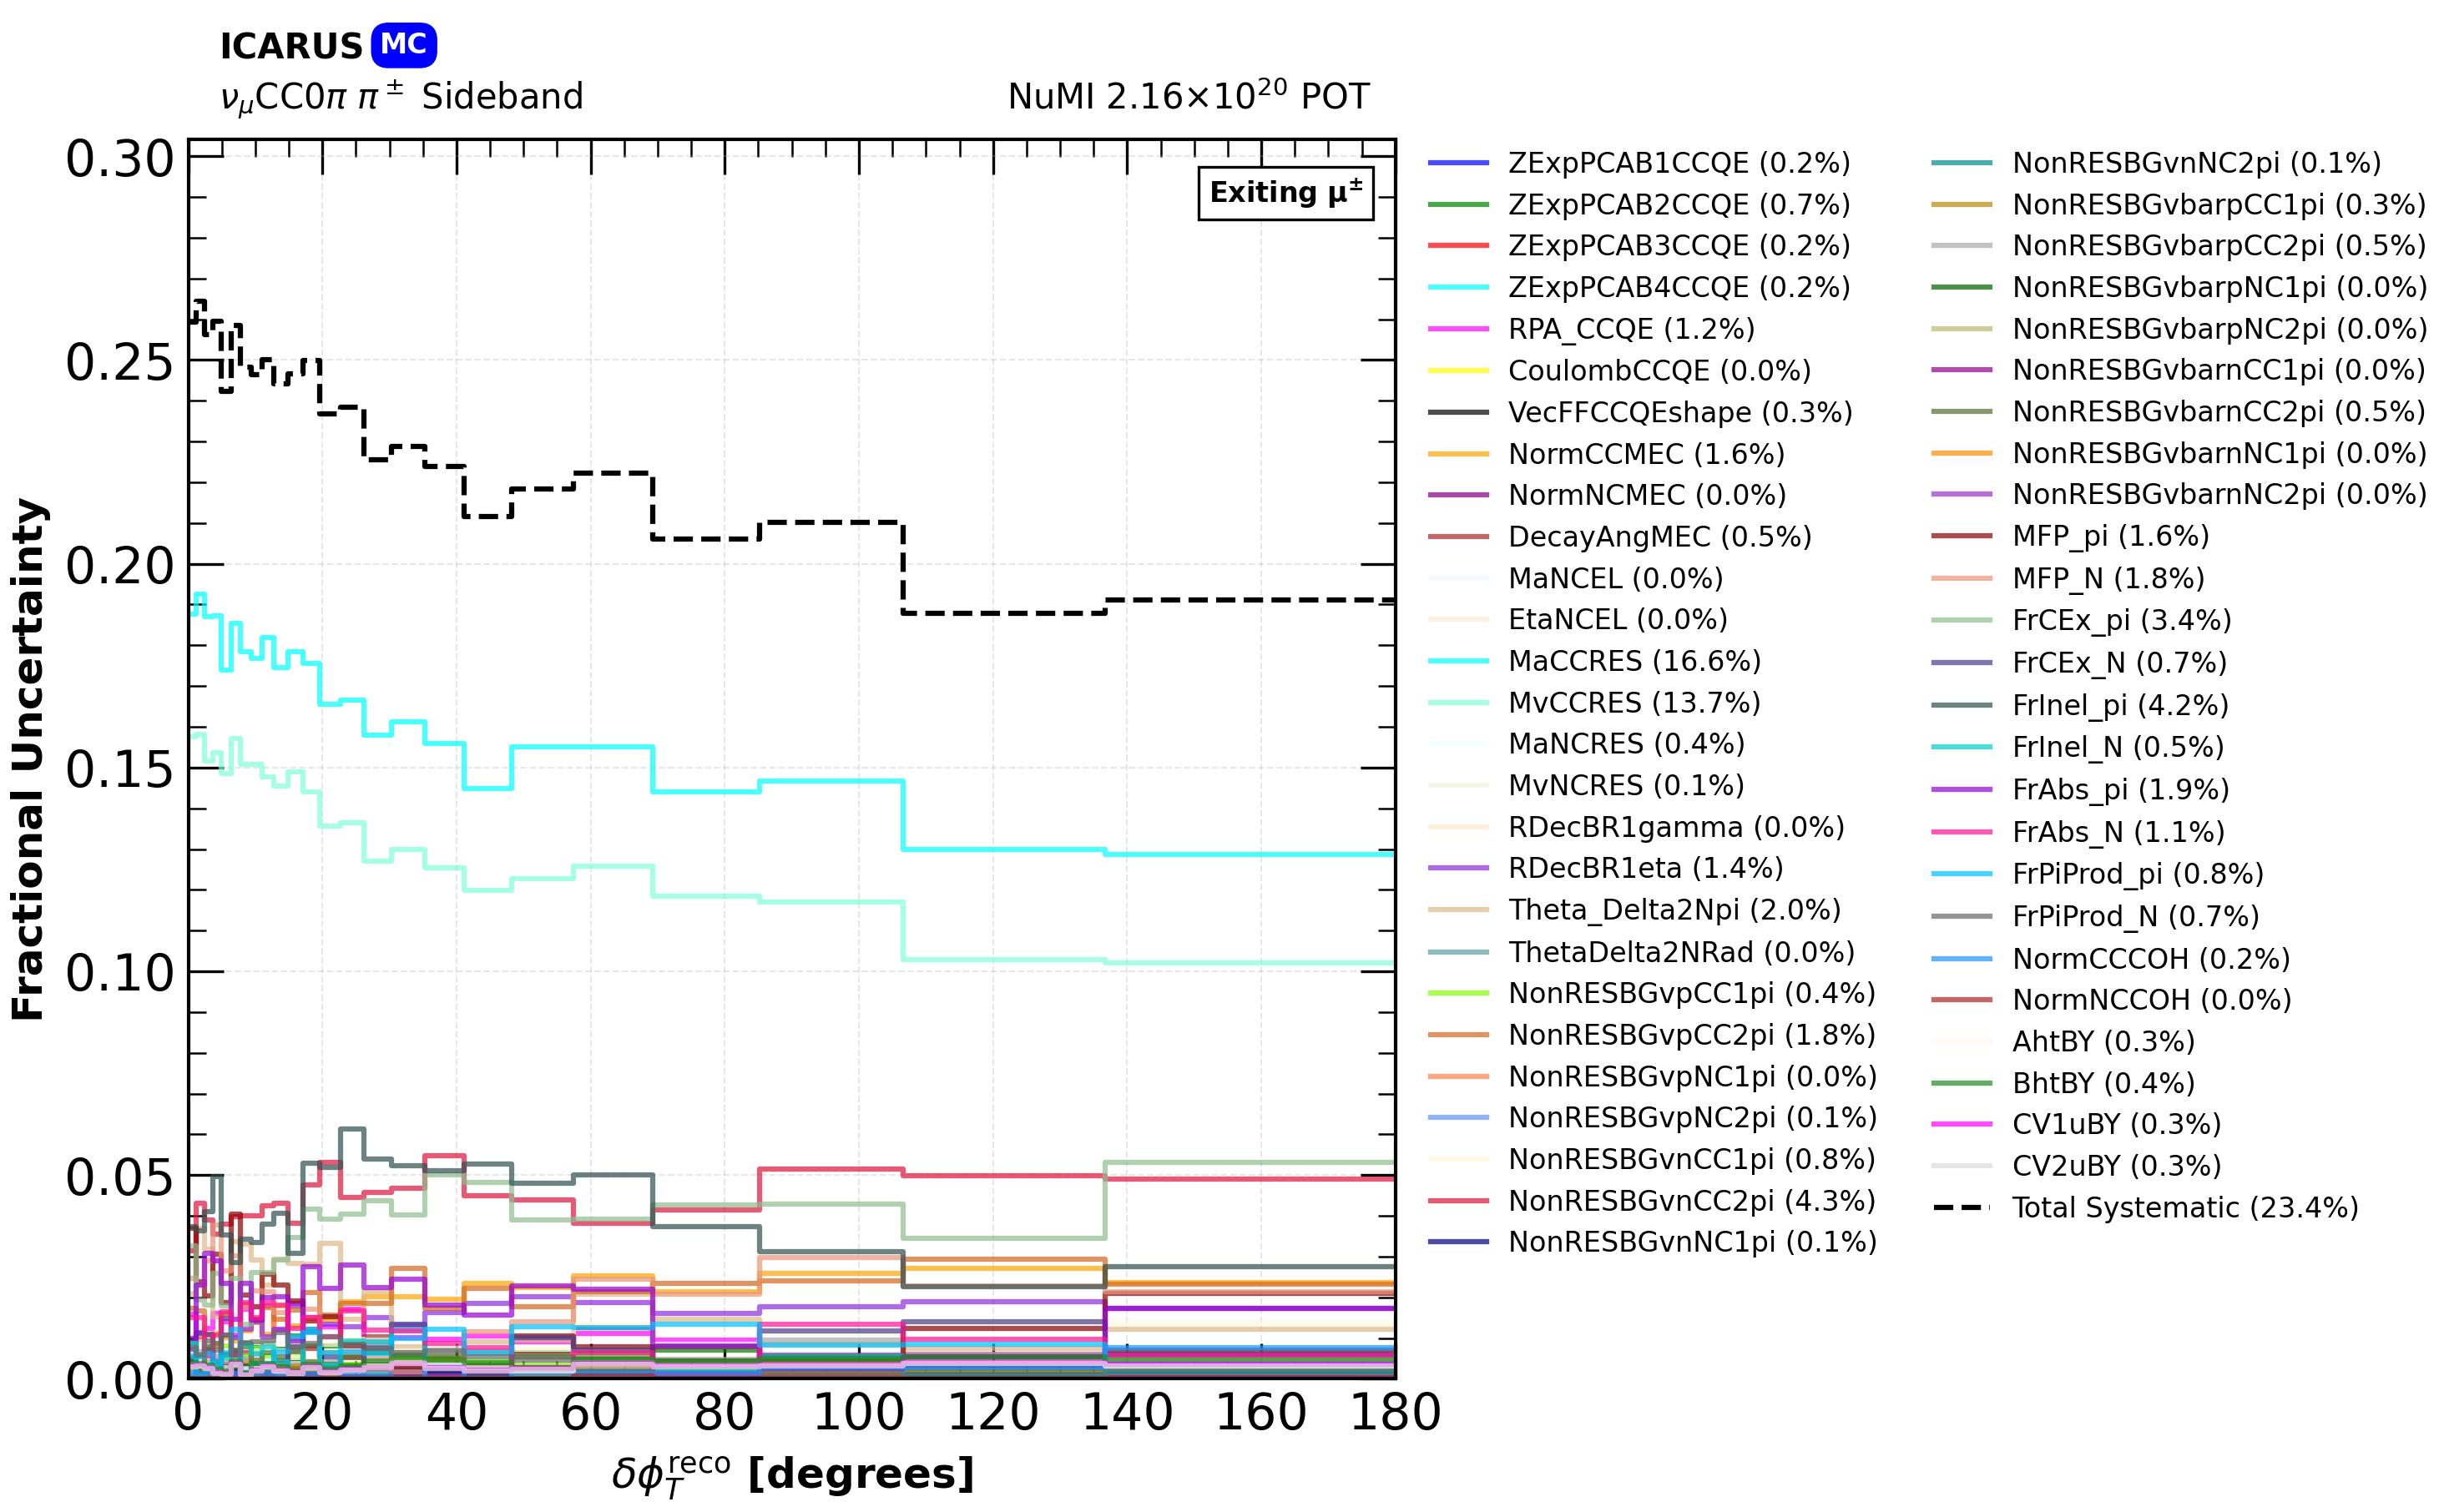 ICARUS MC
νμCC0π π± Sideband
NuMI 2.16×10²⁰ POT
Exiting μ±
Fractional Uncertainty
0.30
0.25
0.20
0.15
0.10
0.05
0.00
0 20 40 60 80 100 120 140 160 180
δϕ_T^reco [degrees]
ZExpPCAB1CCQE (0.2%)
ZExpPCAB2CCQE (0.7%)
ZExpPCAB3CCQE (0.2%)
ZExpPCAB4CCQE (0.2%)
RPA_CCQE (1.2%)
CoulombCCQE (0.0%)
VecFFCCQEshape (0.3%)
NormCCMEC (1.6%)
NormNCMEC (0.0%)
DecayAngMEC (0.5%)
MaNCEL (0.0%)
EtaNCEL (0.0%)
MaCCRES (16.6%)
MvCCRES (13.7%)
MaNCRES (0.4%)
MvNCRES (0.1%)
RDecBR1gamma (0.0%)
RDecBR1eta (1.4%)
Theta_Delta2Npi (2.0%)
ThetaDelta2NRad (0.0%)
NonRESBGvpCC1pi (0.4%)
NonRESBGvpCC2pi (1.8%)
NonRESBGvpNC1pi (0.0%)
NonRESBGvpNC2pi (0.1%)
NonRESBGvnCC1pi (0.8%)
NonRESBGvnCC2pi (4.3%)
NonRESBGvnNC1pi (0.1%)
NonRESBGvnNC2pi (0.1%)
NonRESBGvbarpCC1pi (0.3%)
NonRESBGvbarpCC2pi (0.5%)
NonRESBGvbarpNC1pi (0.0%)
NonRESBGvbarpNC2pi (0.0%)
NonRESBGvbarnCC1pi (0.0%)
NonRESBGvbarnCC2pi (0.5%)
NonRESBGvbarnNC1pi (0.0%)
NonRESBGvbarnNC2pi (0.0%)
MFP_pi (1.6%)
MFP_N (1.8%)
FrCEx_pi (3.4%)
FrCEx_N (0.7%)
FrInel_pi (4.2%)
FrInel_N (0.5%)
FrAbs_pi (1.9%)
FrAbs_N (1.1%)
FrPiProd_pi (0.8%)
FrPiProd_N (0.7%)
NormCCCOH (0.2%)
NormNCCOH (0.0%)
AhtBY (0.3%)
BhtBY (0.4%)
CV1uBY (0.3%)
CV2uBY (0.3%)
Total Systematic (23.4%)